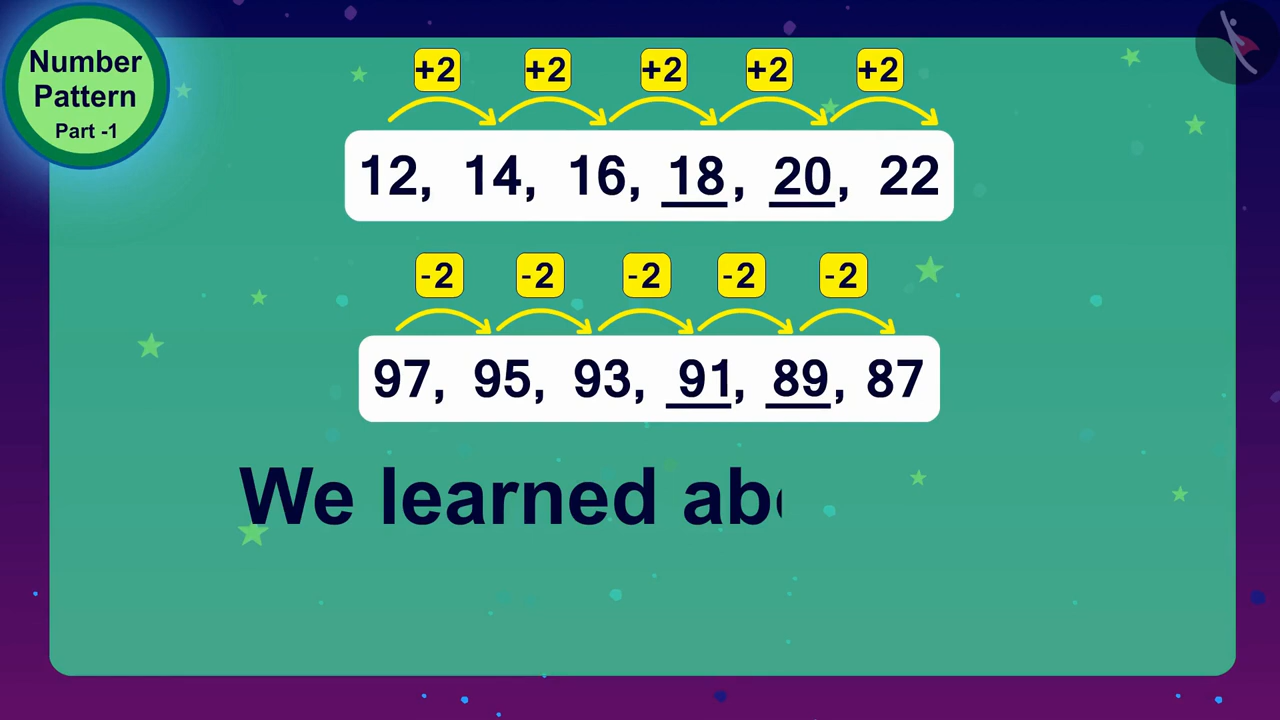 Number
Pattern
Part -1
+2 +2 +2 +2 +2
12, 14, 16, 18, 20, 22
-2 -2 -2 -2 -2
97, 95, 93, 91, 89, 87
We learned